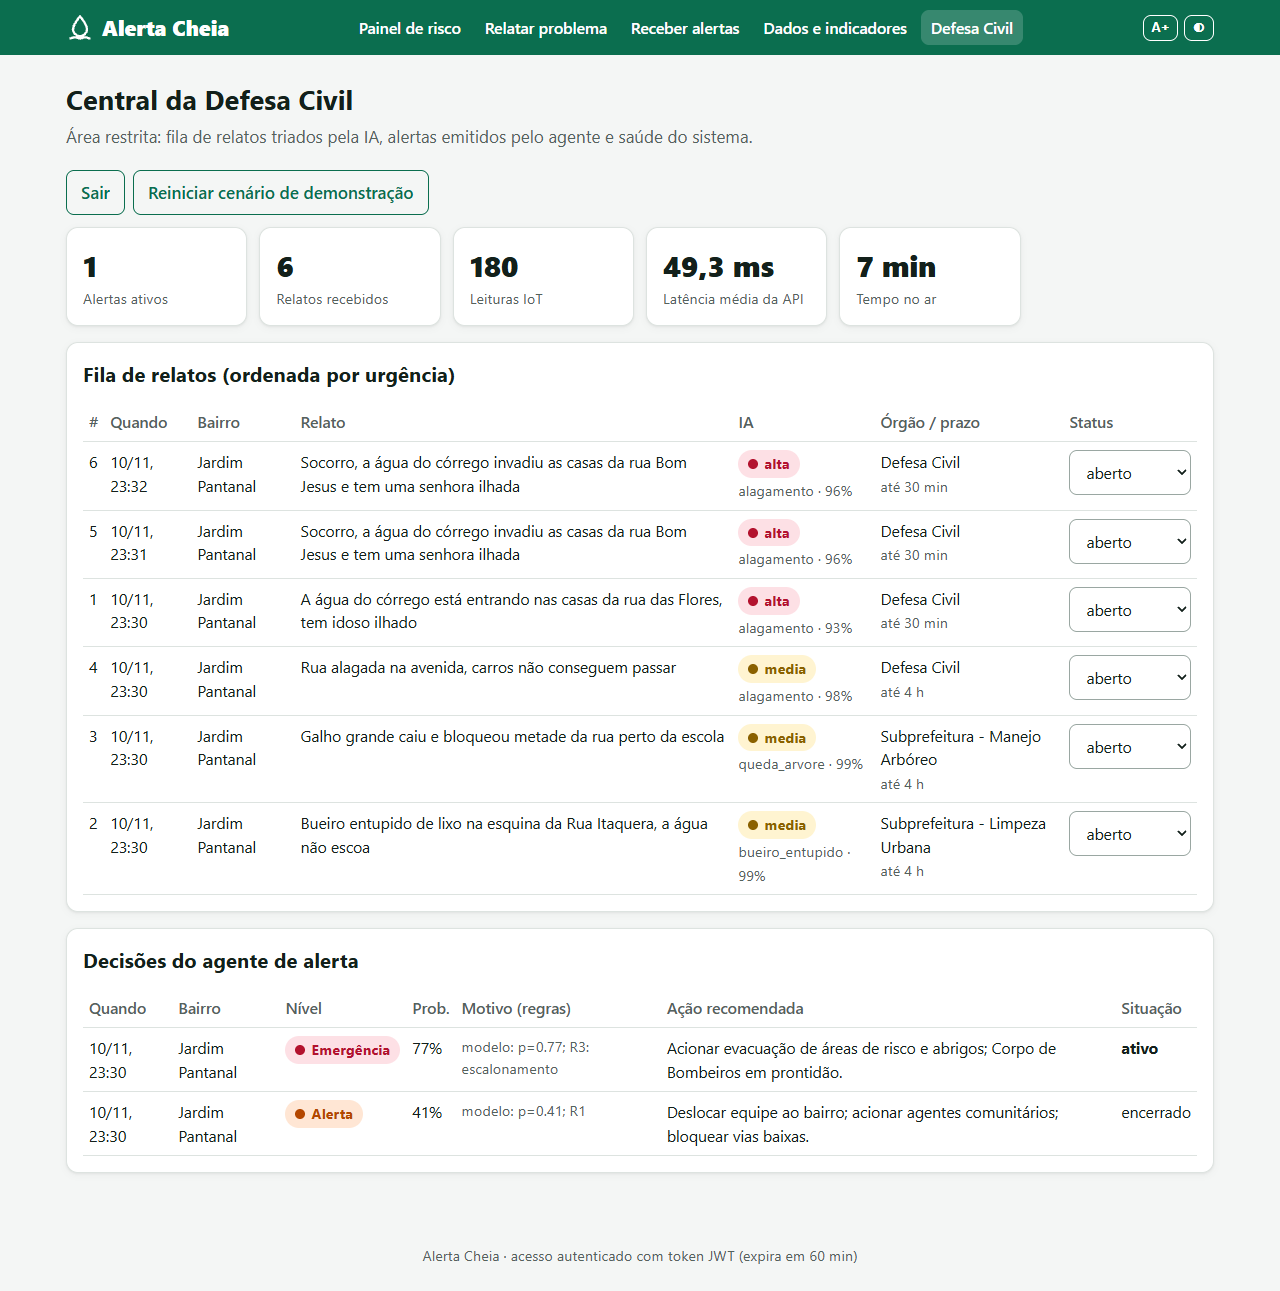 Alerta Cheia
Painel de risco
Relatar problema
Receber alertas
Dados e indicadores
Defesa Civil
A+
Central da Defesa Civil
Área restrita: fila de relatos triados pela IA, alertas emitidos pelo agente e saúde do sistema.
Sair
Reiniciar cenário de demonstração
1
Alertas ativos
6
Relatos recebidos
180
Leituras IoT
49,3 ms
Latência média da API
7 min
Tempo no ar
Fila de relatos (ordenada por urgência)
# Quando Bairro Relato IA Órgão / prazo Status
6 10/11, Jardim Socorro, a água do córrego invadiu as casas da rua Bom alta Defesa Civil aberto
23:32 Pantanal Jesus e tem uma senhora ilhada alagamento · 96% até 30 min
5 10/11, Jardim Socorro, a água do córrego invadiu as casas da rua Bom alta Defesa Civil aberto
23:31 Pantanal Jesus e tem uma senhora ilhada alagamento · 96% até 30 min
1 10/11, Jardim A água do córrego está entrando nas casas da rua das Flores, alta Defesa Civil aberto
23:30 Pantanal tem idoso ilhado alagamento · 93% até 30 min
4 10/11, Jardim Rua alagada na avenida, carros não conseguem passar media Defesa Civil aberto
23:30 Pantanal alagamento · 98% até 4 h
3 10/11, Jardim Galho grande caiu e bloqueou metade da rua perto da escola media Subprefeitura - Manejo aberto
23:30 Pantanal queda_arvore · 99% Arbóreo
até 4 h
2 10/11, Jardim Bueiro entupido de lixo na esquina da Rua Itaquera, a água media Subprefeitura - Limpeza aberto
23:30 Pantanal não escoa bueiro_entupido · Urbana
99% até 4 h
Decisões do agente de alerta
Quando Bairro Nível Prob. Motivo (regras) Ação recomendada Situação
10/11, Jardim Emergência 77% modelo: p=0.77; R3: Acionar evacuação de áreas de risco e abrigos; Corpo de ativo
23:30 Pantanal escalonamento Bombeiros em prontidão.
10/11, Jardim Alerta 41% modelo: p=0.41; R1 Deslocar equipe ao bairro; acionar agentes comunitários; encerrado
23:30 Pantanal bloquear vias baixas.
Alerta Cheia · acesso autenticado com token JWT (expira em 60 min)